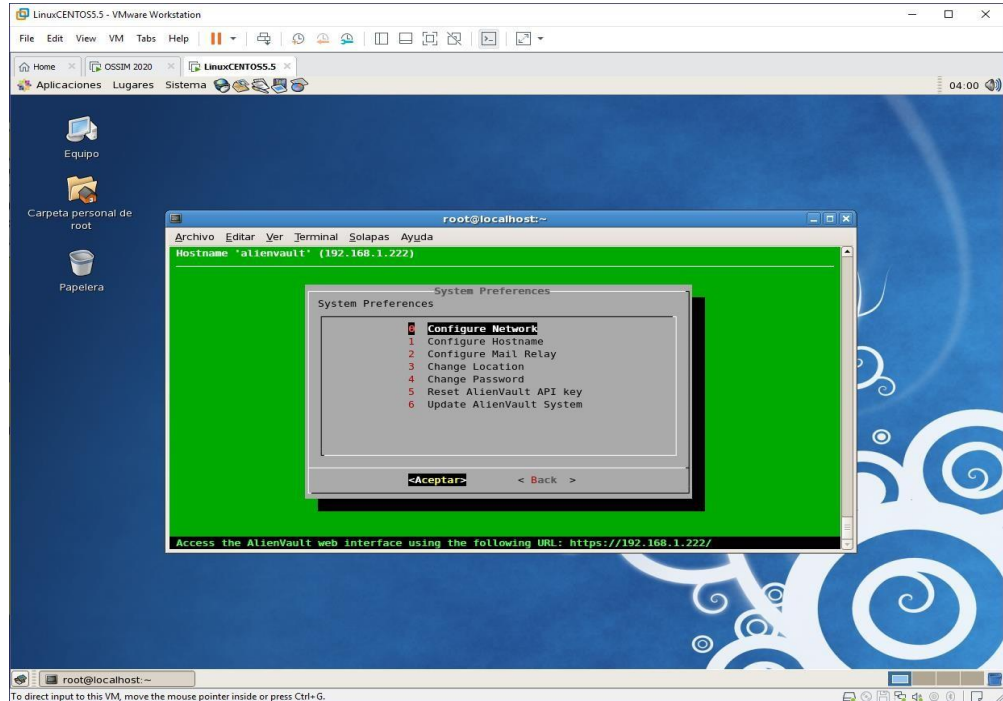 LinuxCENTOS5.5 - VMware Workstation
File Edit View VM Tabs Help
Home OSSIM 2020 LinuxCENTOS5.5
Aplicaciones Lugares Sistema 04:00
Equipo
Carpeta personal de
root
Papelera
root@localhost:~
Archivo Editar Ver Terminal Solapas Ayuda
Hostname 'alienvault' (192.168.1.222)
System Preferences
System Preferences
0 Configure Network
1 Configure Hostname
2 Configure Mail Relay
3 Change Location
4 Change Password
5 Reset AlienVault API key
6 Update AlienVault System
<Aceptar> < Back >
Access the AlienVault web interface using the following URL: https://192.168.1.222/
root@localhost:~
To direct input to this VM, move the mouse pointer inside or press Ctrl+G.